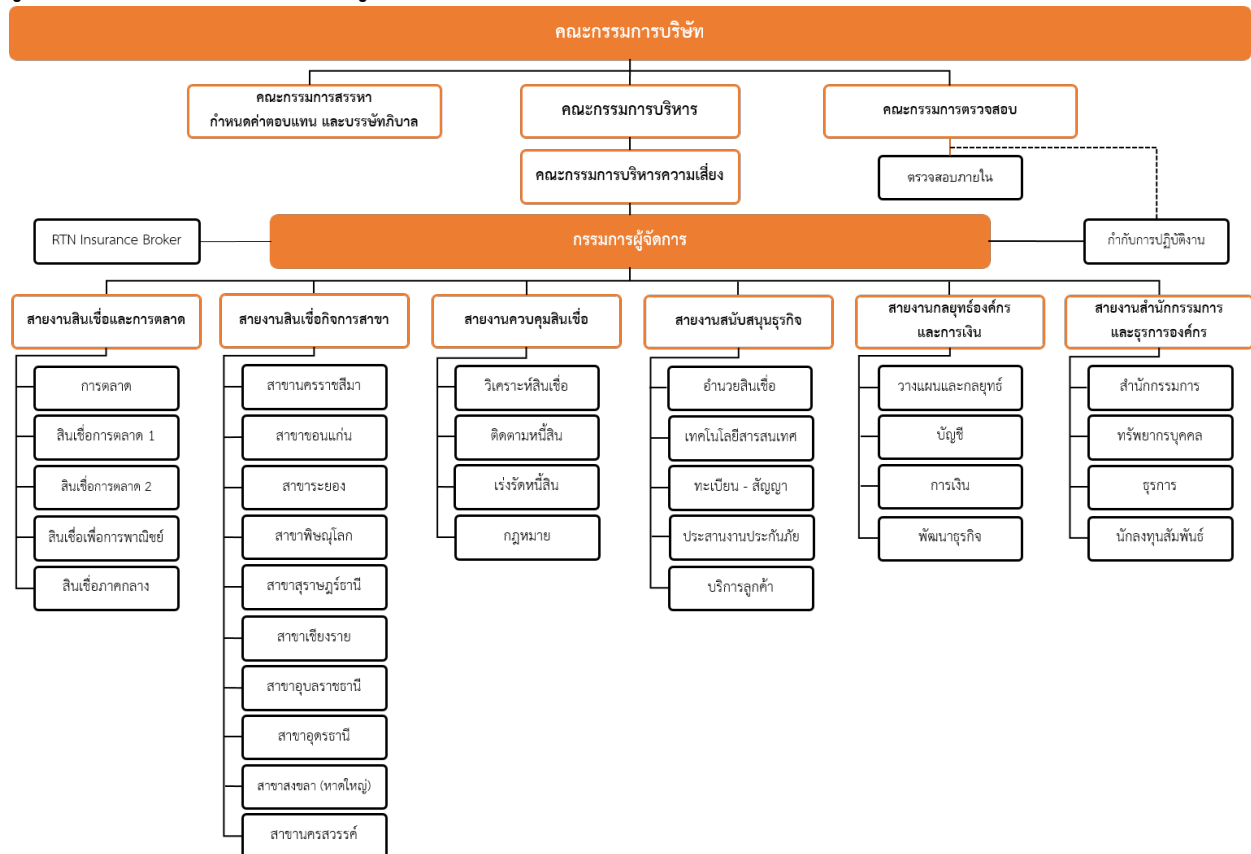 คณะกรรมการบริษัท
คณะกรรมการสรรหา
กำหนดค่าตอบแทน และบรรษัทภิบาล
คณะกรรมการบริหาร
คณะกรรมการตรวจสอบ
คณะกรรมการบริหารความเสี่ยง
ตรวจสอบภายใน
RTN Insurance Broker
กรรมการผู้จัดการ
กำกับการปฏิบัติงาน
สายงานสินเชื่อและการตลาด
การตลาด
สินเชื่อการตลาด 1
สินเชื่อการตลาด 2
สินเชื่อเพื่อการพาณิชย์
สินเชื่อภาคกลาง
สายงานสินเชื่อกิจการสาขา
สาขานครราชสีมา
สาขาขอนแก่น
สาขาระยอง
สาขาพิษณุโลก
สาขาสุราษฎร์ธานี
สาขาเชียงราย
สาขาอุบลราชธานี
สาขาอุดรธานี
สาขาสงขลา (หาดใหญ่)
สาขานครสวรรค์
สายงานควบคุมสินเชื่อ
วิเคราะห์สินเชื่อ
ติดตามหนี้สิน
เร่งรัดหนี้สิน
กฎหมาย
สายงานสนับสนุนธุรกิจ
อำนวยสินเชื่อ
เทคโนโลยีสารสนเทศ
ทะเบียน - สัญญา
ประสานงานประกันภัย
บริการลูกค้า
สายงานกลยุทธ์องค์กร
และการเงิน
วางแผนและกลยุทธ์
บัญชี
การเงิน
พัฒนาธุรกิจ
สายงานสำนักกรรมการ
และธุรการองค์กร
สำนักกรรมการ
ทรัพยากรบุคคล
ธุรการ
นักลงทุนสัมพันธ์